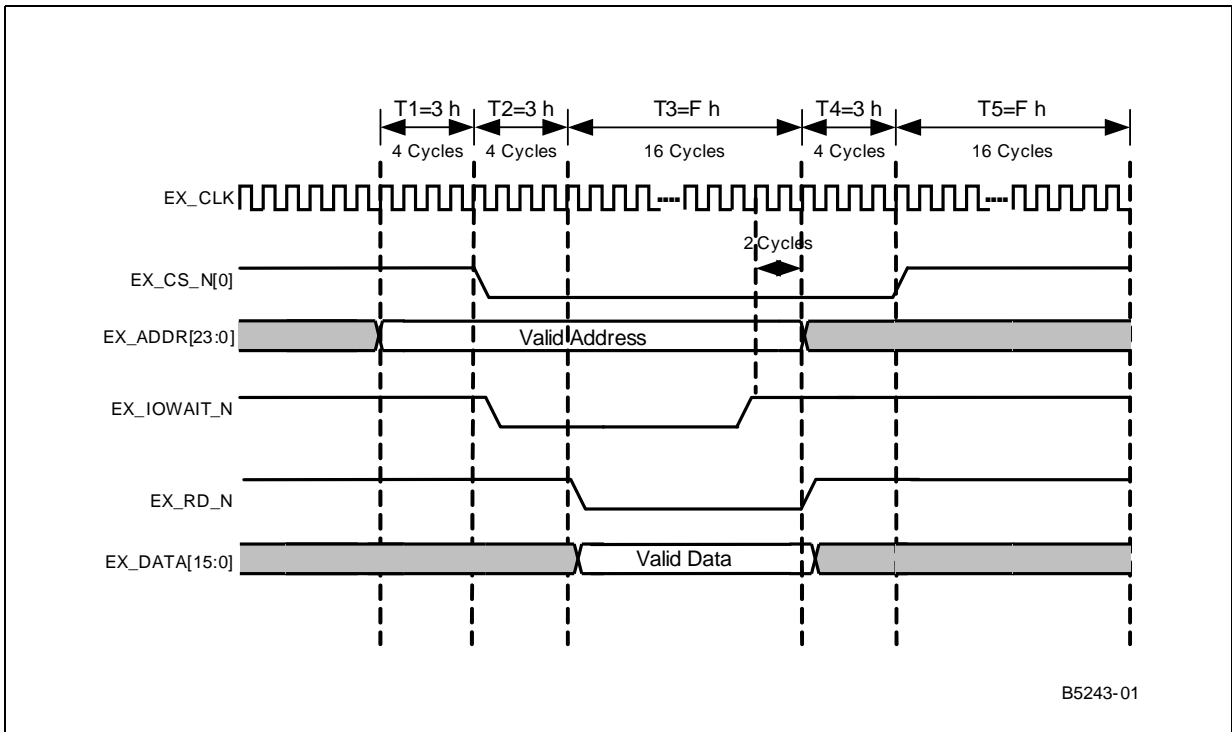 T1=3 h T2=3 h T3=F h T4=3 h T5=F h
4 Cycles 4 Cycles 16 Cycles 4 Cycles 16 Cycles
EX_CLK
2 Cycles
EX_CS_N[0]
EX_ADDR[23:0] Valid Address
EX_IOWAIT_N
EX_RD_N
EX_DATA[15:0] Valid Data
B5243-01